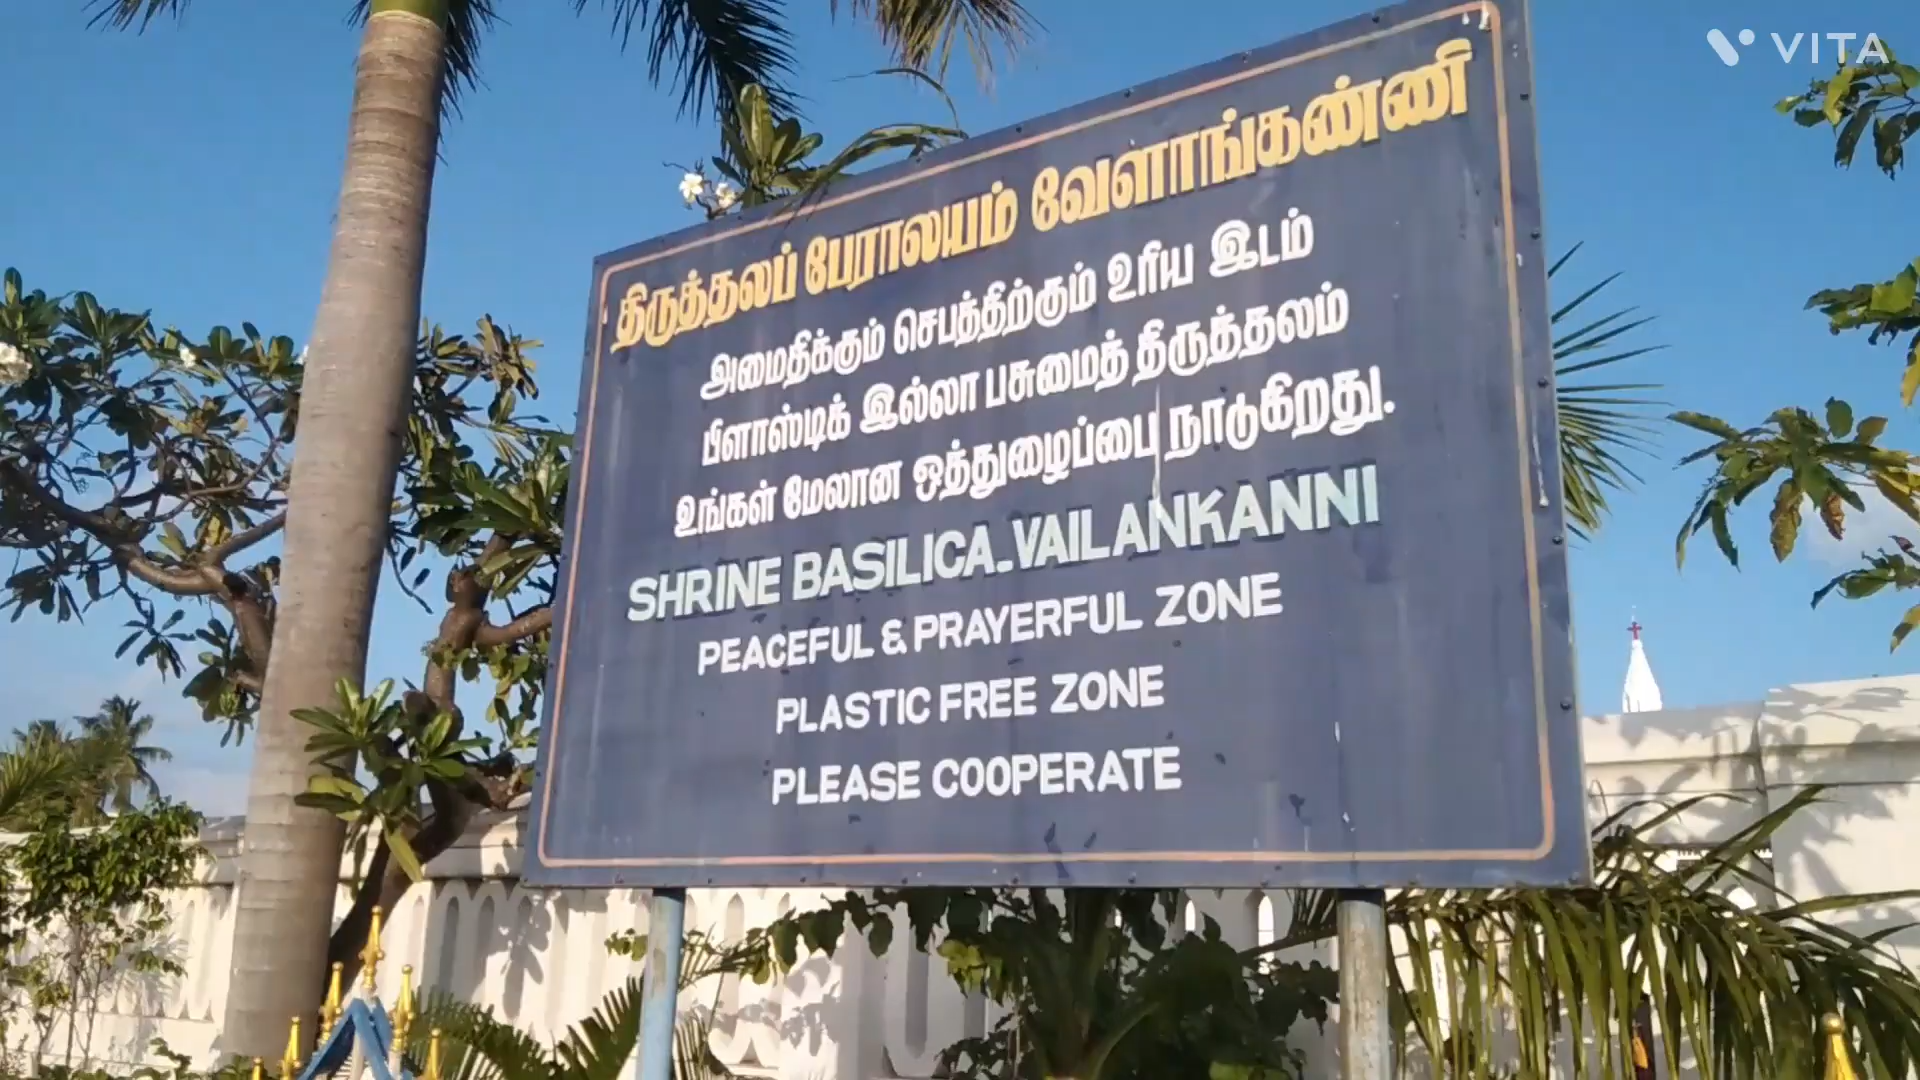 VITA
திருத்தலப் பேராலயம் வேளாங்கண்ணி
அமைதிக்கும் செபத்திற்கும் உரிய இடம்
பிளாஸ்டிக் இல்லா பசுமைத் திருத்தலம்
உங்கள் மேலான ஒத்துழைப்பை நாடுகிறது.
SHRINE BASILICA-VAILANKANNI
PEACEFUL & PRAYERFUL ZONE
PLASTIC FREE ZONE
PLEASE COOPERATE